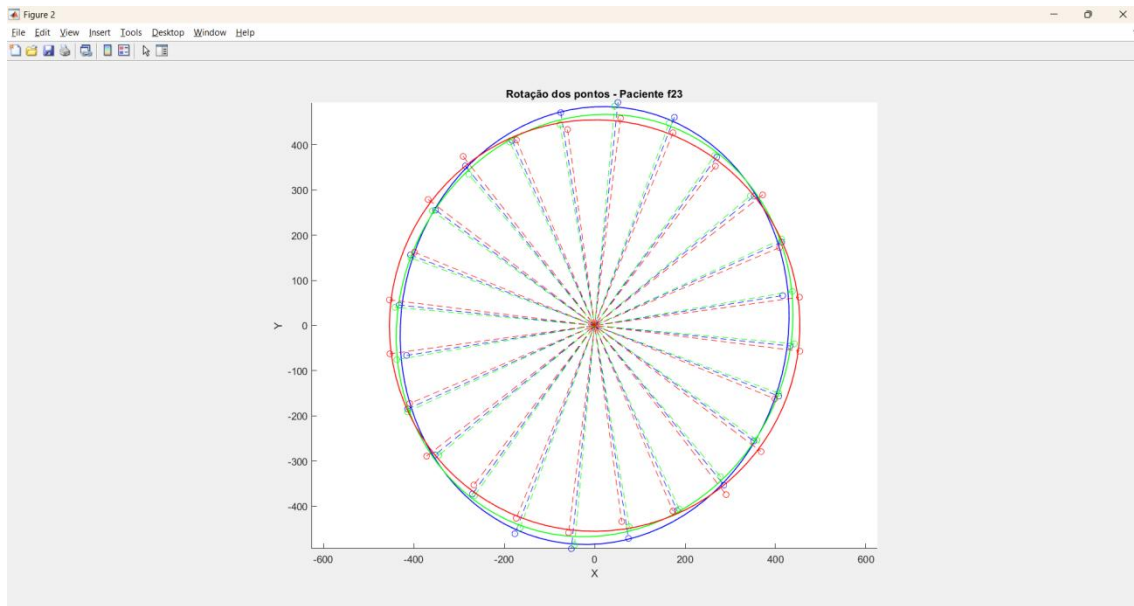 Figure 2
File Edit View Insert Tools Desktop Window Help
Rotação dos pontos - Paciente f23
400
300
200
100
0
-100
-200
-300
-400
Y
-600 -400 -200 0 200 400 600
X